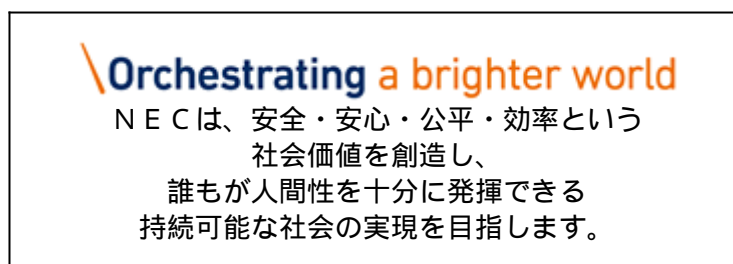 \Orchestrating a brighter world
ＮＥＣは、安全・安心・公平・効率という
社会価値を創造し、
誰もが人間性を十分に発揮できる
持続可能な社会の実現を目指します。